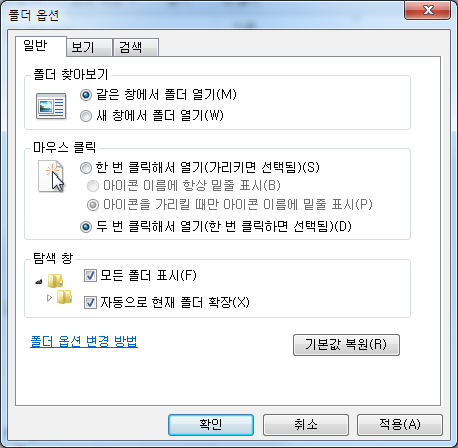 폴더 옵션
일반
보기
검색
폴더 찾아보기
같은 창에서 폴더 열기(M)
새 창에서 폴더 열기(W)
마우스 클릭
한 번 클릭해서 열기(가리키면 선택됨)(S)
아이콘 이름에 항상 밑줄 표시(B)
아이콘을 가리킬 때만 아이콘 이름에 밑줄 표시(P)
두 번 클릭해서 열기(한 번 클릭하면 선택됨)(D)
탐색 창
모든 폴더 표시(F)
자동으로 현재 폴더 확장(X)
폴더 옵션 변경 방법
기본값 복원(R)
확인
취소
적용(A)